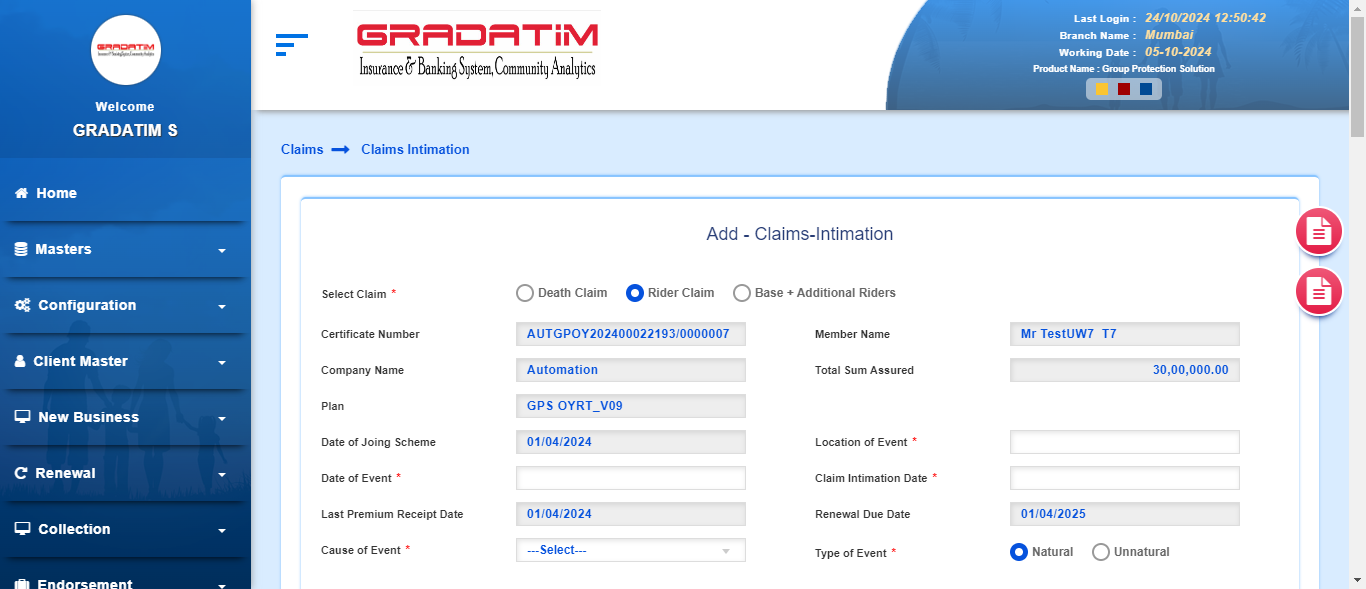 GRADATIM
Insurance & Banking System, Community Analytics
Welcome
GRADATIM S
Home
Masters
Configuration
Client Master
New Business
Renewal
Collection
Endorsement
GRADATIM
Insurance & Banking System, Community Analytics
Last Login : 24/10/2024 12:50:42
Branch Name : Mumbai
Working Date : 05-10-2024
Product Name : Group Protection Solution
Claims Claims Intimation
Add - Claims-Intimation
Select Claim * Death Claim Rider Claim Base + Additional Riders
Certificate Number AUTGPOY202400022193/0000007 Member Name Mr TestUW7 T7
Company Name Automation Total Sum Assured 30,00,000.00
Plan GPS OYRT_V09
Date of Joing Scheme 01/04/2024 Location of Event *
Date of Event * Claim Intimation Date *
Last Premium Receipt Date 01/04/2024 Renewal Due Date 01/04/2025
Cause of Event * ---Select--- Type of Event * Natural Unnatural